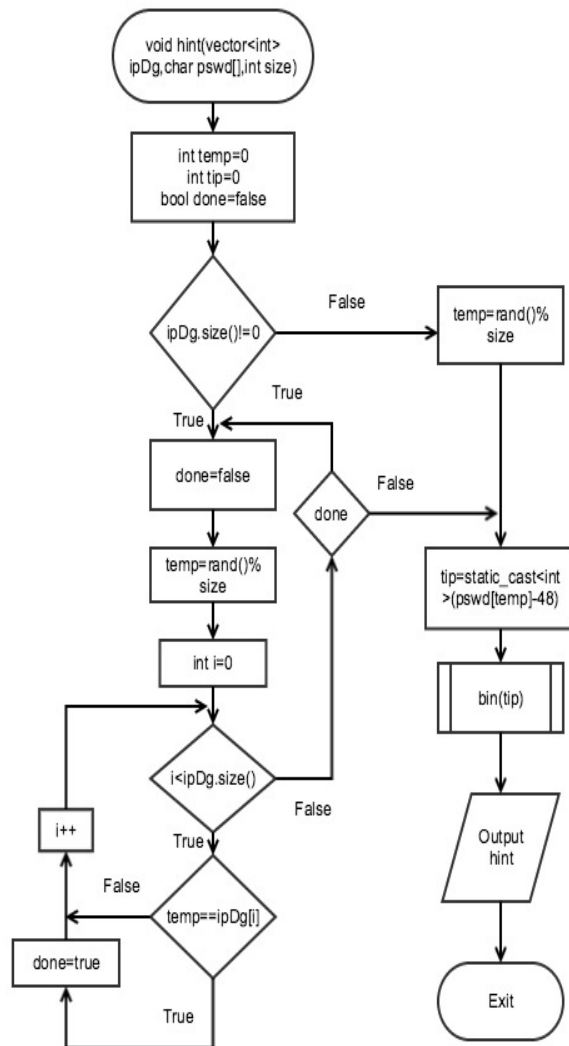 void hint(vector<int>
ipDg,char pswd[],int size)
int temp=0
int tip=0
bool done=false
ipDg.size()!=0
False
temp=rand()%
size
True
True
done=false
done
False
temp=rand()%
size
tip=static_cast<int
>(pswd[temp]-48)
int i=0
bin(tip)
i<ipDg.size()
False
i++
True
Output
hint
False
temp==ipDg[i]
done=true
True
Exit